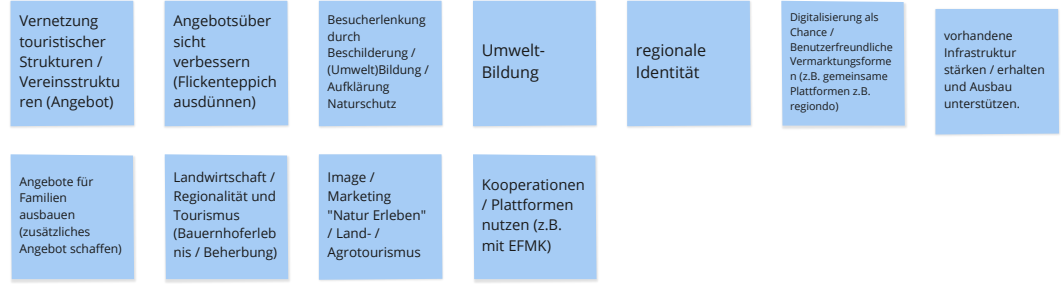 Vernetzung
touristischer
Strukturen /
Vereinsstruktu
ren (Angebot)
Angebotsüber
sicht
verbessern
(Flickenteppich
ausdünnen)
Besucherlenkung
durch
Beschilderung /
(Umwelt)Bildung /
Aufklärung
Naturschutz
Umwelt-
Bildung
regionale
Identität
Digitalisierung als
Chance /
Benutzerfreundliche
Vermarktungsforme
n (z.B. gemeinsame
Plattformen z.B.
regiondo)
vorhandene
Infrastruktur
stärken / erhalten
und Ausbau
unterstützen.
Angebote für
Familien
ausbauen
(zusätzliches
Angebot schaffen)
Landwirtschaft /
Regionalität und
Tourismus
(Bauernhoferleb
nis / Beherbung)
Image /
Marketing
"Natur Erleben"
/ Land- /
Agrotourismus
Kooperationen
/ Plattformen
nutzen (z.B.
mit EFMK)